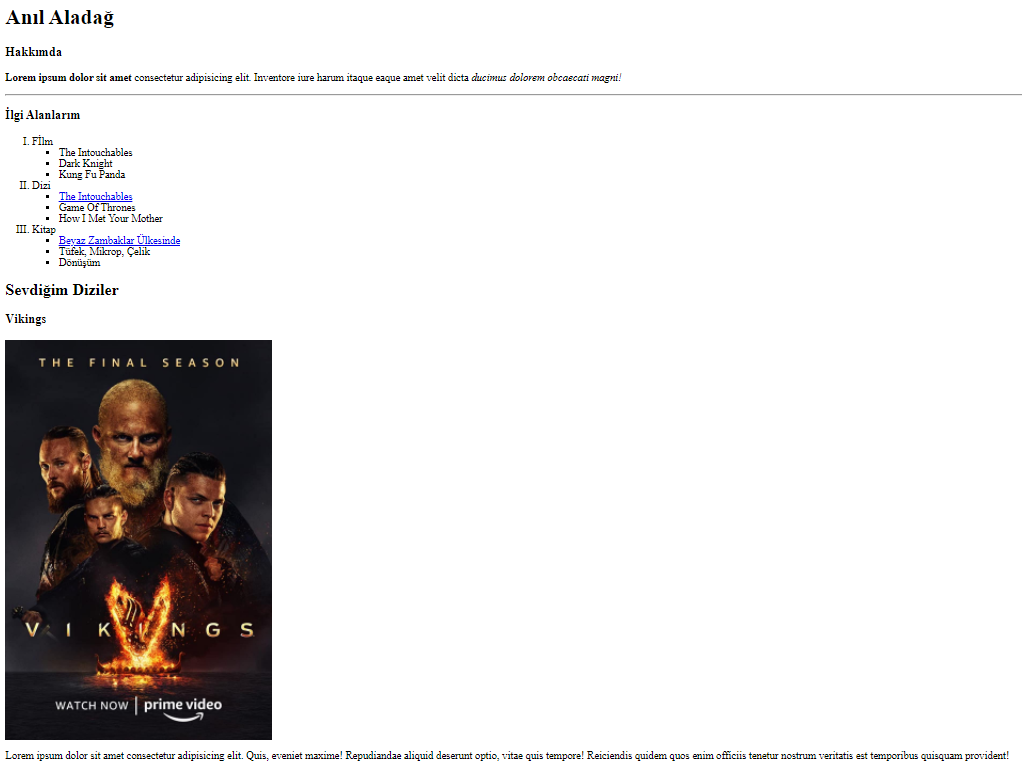 Anıl Aladağ
Hakkımda
Lorem ipsum dolor sit amet consectetur adipisicing elit. Inventore iure harum itaque eaque amet velit dicta ducimus dolorem obcaecati magni!
İlgi Alanlarım
I. Fİlm
The Intouchables
Dark Knight
Kung Fu Panda
II. Dizi
The Intouchables
Game Of Thrones
How I Met Your Mother
III. Kitap
Beyaz Zambaklar Ülkesinde
Tüfek, Mikrop, Çelik
Dönüşüm
Sevdiğim Diziler
Vikings
THE FINAL SEASON
VIKINGS
WATCH NOW | prime video
Lorem ipsum dolor sit amet consectetur adipisicing elit. Quis, eveniet maxime! Repudiandae aliquid deserunt optio, vitae quis tempore! Reiciendis quidem quos enim officiis tenetur nostrum veritatis est temporibus quisquam provident!